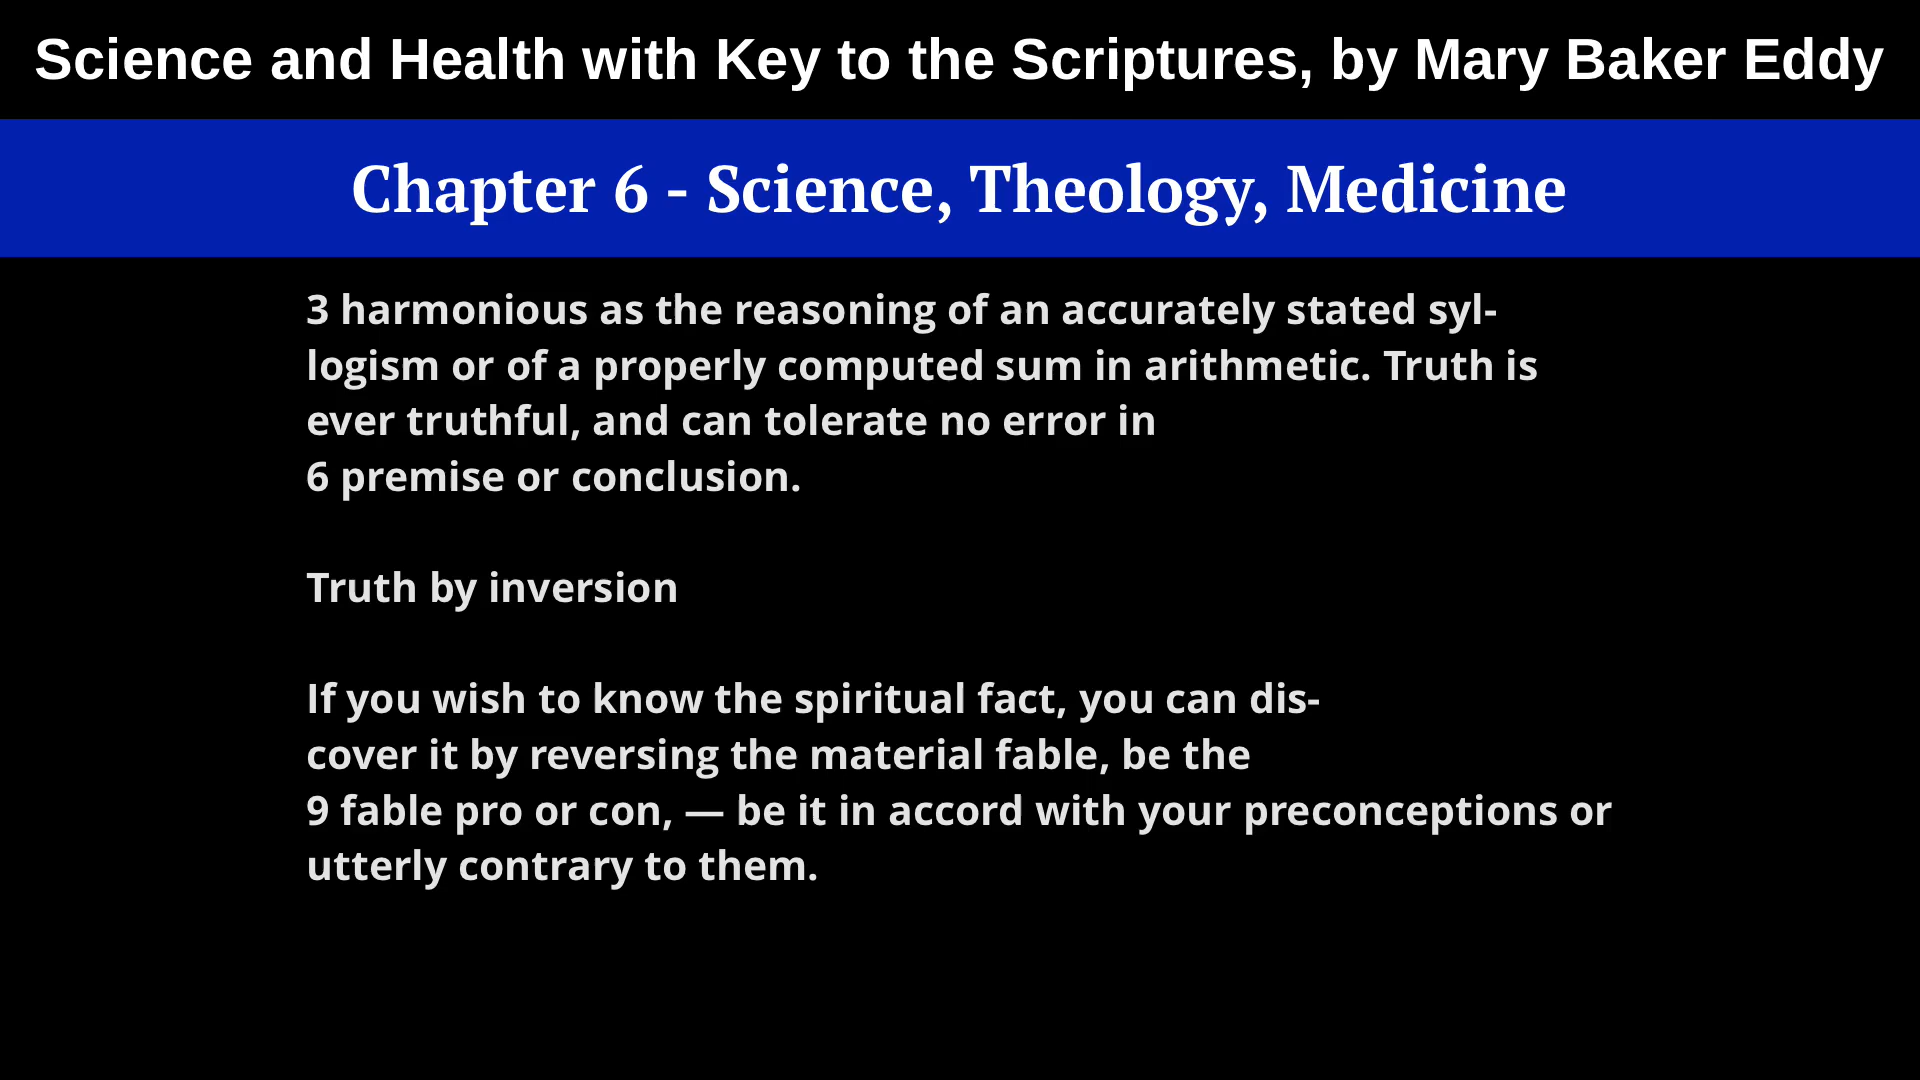 Science and Health with Key to the Scriptures, by Mary Baker Eddy
Chapter 6 - Science, Theology, Medicine
3 harmonious as the reasoning of an accurately stated syl-
logism or of a properly computed sum in arithmetic. Truth is
ever truthful, and can tolerate no error in
6 premise or conclusion.
Truth by inversion
If you wish to know the spiritual fact, you can dis-
cover it by reversing the material fable, be the
9 fable pro or con, — be it in accord with your preconceptions or
utterly contrary to them.